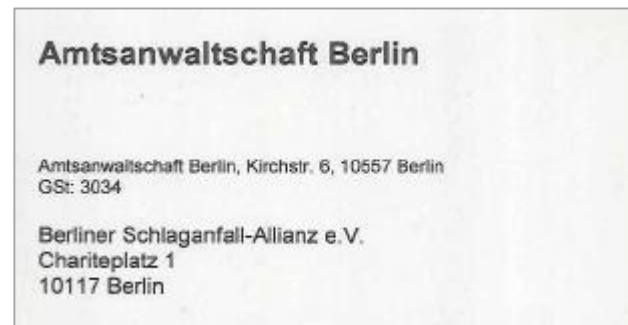 Amtsanwaltschaft Berlin
Amtsanwaltschaft Berlin, Kirchstr. 6, 10557 Berlin
GSt: 3034
Berliner Schlaganfall-Allianz e.V.
Chariteplatz 1
10117 Berlin